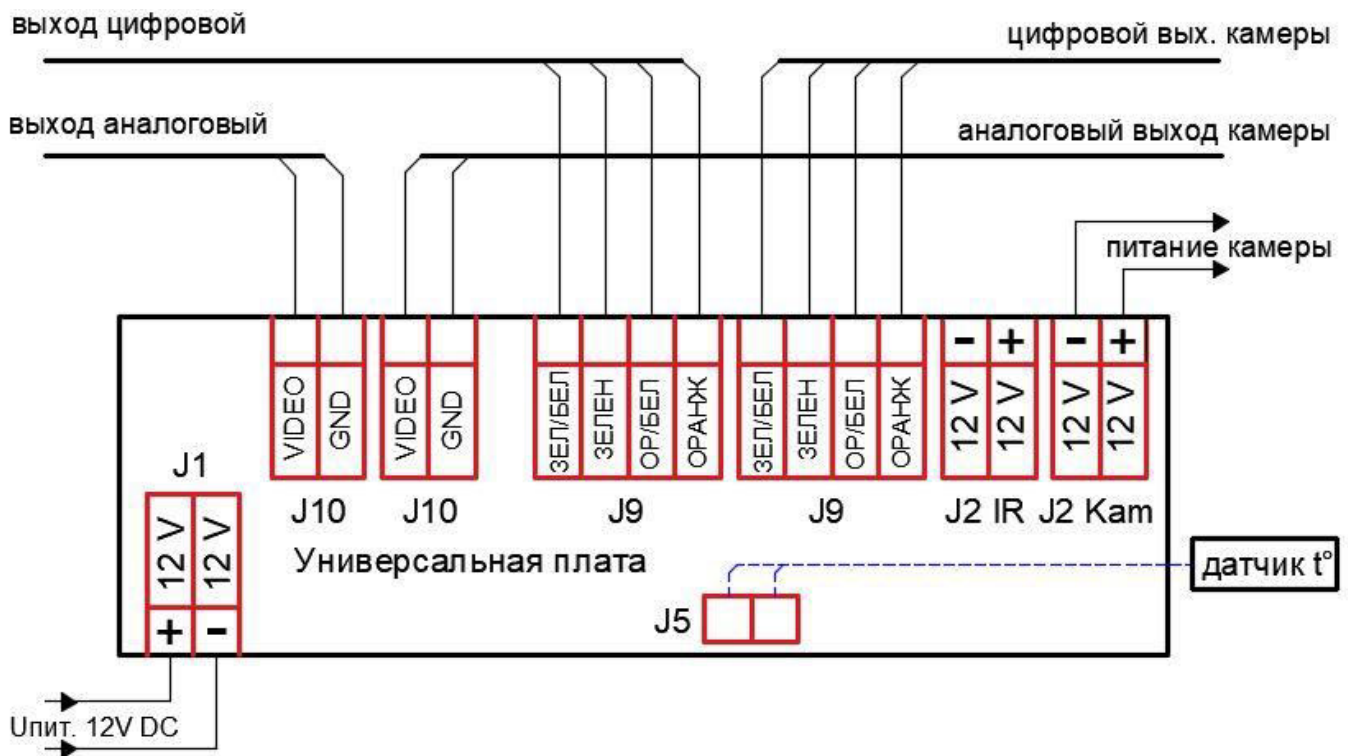 выход цифровой
цифровой вых. камеры
выход аналоговый
аналоговый выход камеры
питание камеры
- + - +
VIDEO GND VIDEO GND ЗЕЛ/БЕЛ ЗЕЛЕН ОР/БЕЛ ОРАНЖ ЗЕЛ/БЕЛ ЗЕЛЕН ОР/БЕЛ ОРАНЖ 12 V 12 V 12 V 12 V
J1
J10 J10 J9 J9 J2 IR J2 Kam
12 V 12 V
Универсальная плата
датчик t°
J5
+ -
Uпит. 12V DC